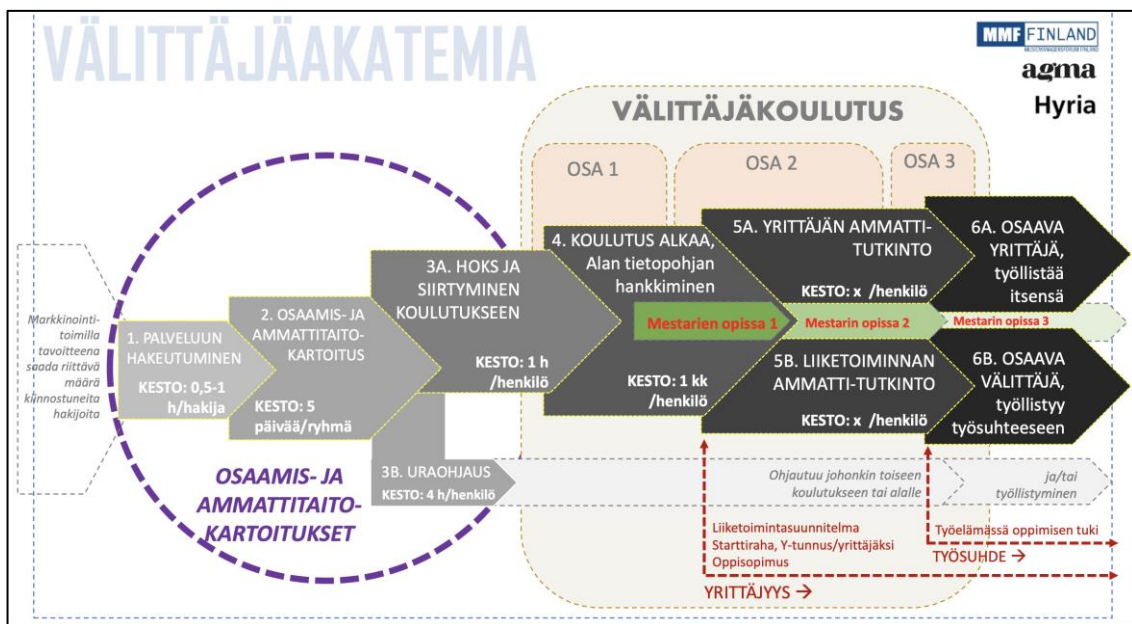 VÄLITTÄJÄAKATEMIA
MMF FINLAND
MUSIC MANAGERS FORUM FINLAND
agma
Hyria
VÄLITTÄJÄKOULUTUS
OSA 1
OSA 2
OSA 3
Markkinointi-
toimilla
tavoitteena
saada riittävä
määrä
kiinnostuneita
hakijoita
1. PALVELUUN
HAKEUTUMINEN
KESTO: 0,5-1
h/hakija
2. OSAAMIS- JA
AMMATTITAITO-
KARTOITUS
KESTO: 5
päivää/ryhmä
3A. HOKS JA
SIIRTYMINEN
KOULUTUKSEEN
KESTO: 1 h
/henkilö
3B. URAOHJAUS
KESTO: 4 h/henkilö
4. KOULUTUS ALKAA,
Alan tietopohjan
hankkiminen
Mestarien opissa 1
KESTO: 1 kk
/henkilö
5A. YRITTÄJÄN AMMATTI-
TUTKINTO
KESTO: x /henkilö
Mestarin opissa 2
5B. LIIKETOIMINNAN
AMMATTI-TUTKINTO
KESTO: x /henkilö
6A. OSAAVA
YRITTÄJÄ,
työllistää
itsensä
Mestarin opissa 3
6B. OSAAVA
VÄLITTÄJÄ,
työllistyy
työsuhteeseen
OSAAMIS- JA
AMMATTITAITO-
KARTOITUKSET
Ohjautuu johonkin toiseen
koulutukseen tai alalle
ja/tai
työllistyminen
Liiketoimintasuunnitelma
Starttiraha, Y-tunnus/yrittäjäksi
Oppisopimus
YRITTÄJYYS →
Työelämässä oppimisen tuki
TYÖSUHDE →